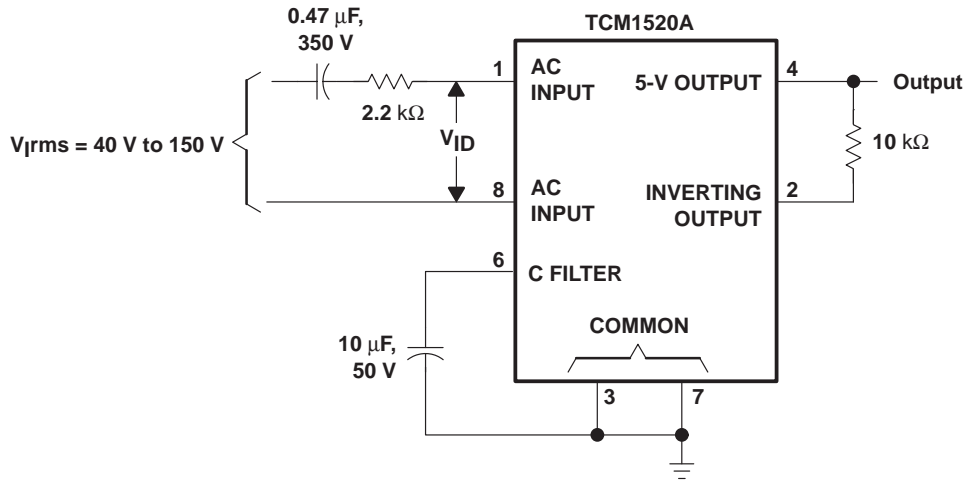 0.47 μF,
350 V
TCM1520A
1
AC
INPUT
5-V OUTPUT
4
Output
2.2 kΩ
VIrms = 40 V to 150 V
VID
10 kΩ
8
AC
INPUT
INVERTING
OUTPUT
2
6
C FILTER
COMMON
10 μF,
50 V
3
7